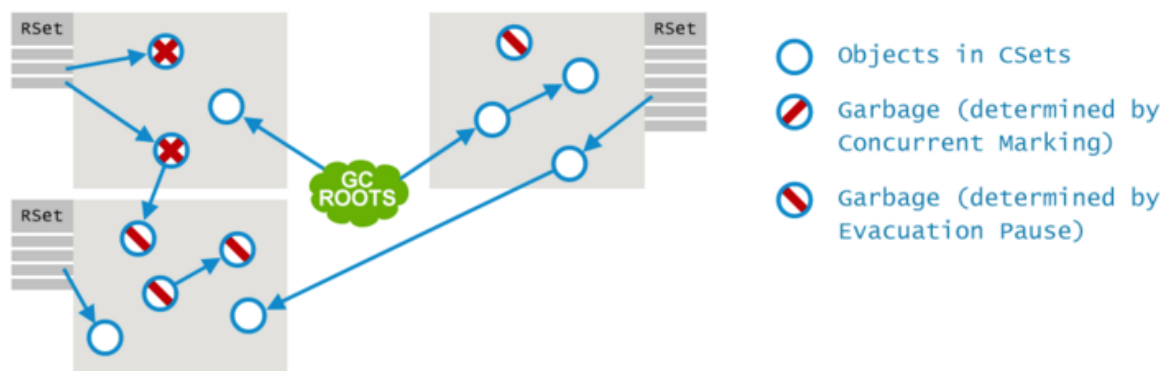 RSet
RSet
GC
ROOTS
RSet
Objects in CSets
Garbage (determined by
Concurrent Marking)
Garbage (determined by
Evacuation Pause)